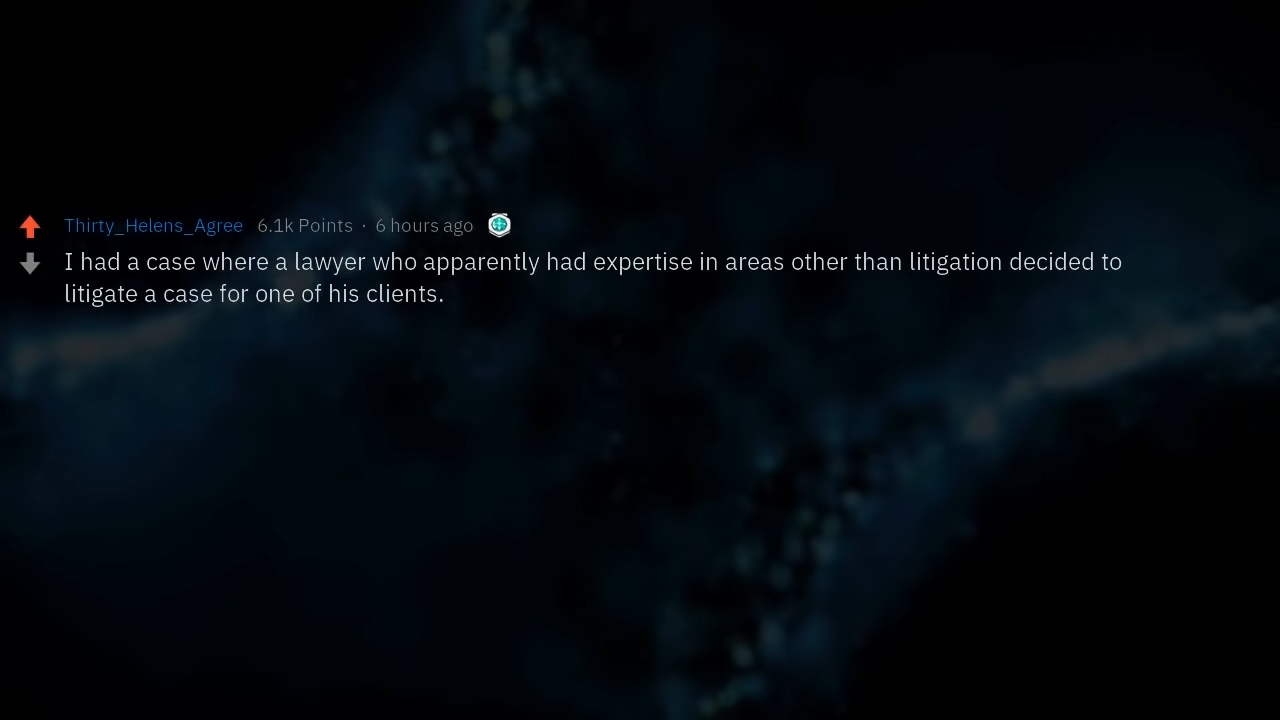 Thirty_Helens_Agree 6.1k Points · 6 hours ago
I had a case where a lawyer who apparently had expertise in areas other than litigation decided to
litigate a case for one of his clients.